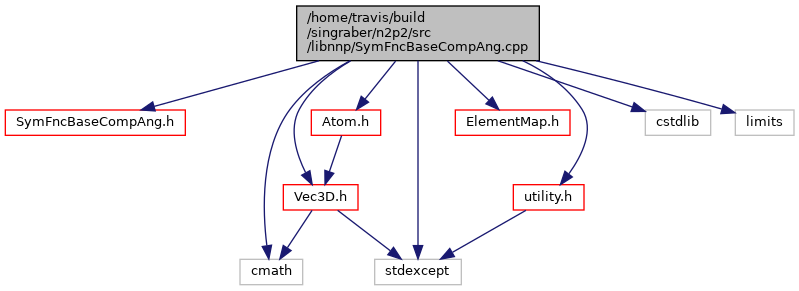 /home/travis/build
/singraber/n2p2/src
/libnnp/SymFncBaseCompAng.cpp
SymFncBaseCompAng.h
Atom.h
ElementMap.h
cstdlib
limits
Vec3D.h
utility.h
cmath
stdexcept